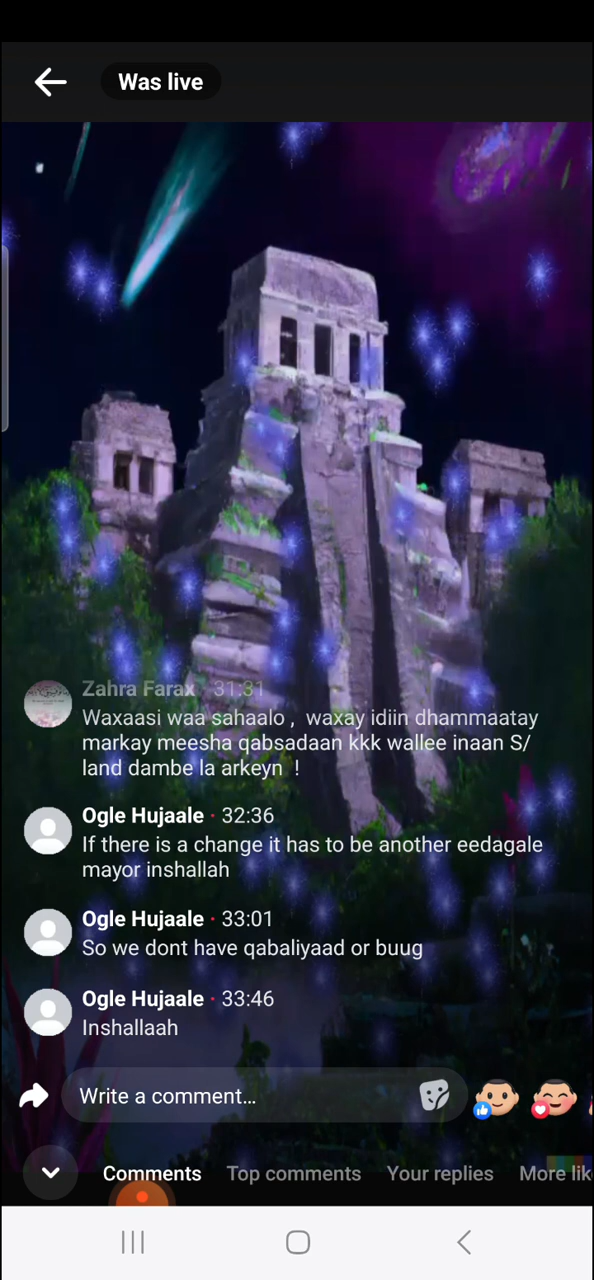 Was live
Zahra Farax · 31:31
Waxaasi waa sahaalo , waxay idiin dhammaatay
markay meesha qabsadaan kkk wallee inaan S/
land dambe la arkeyn !
Ogle Hujaale · 32:36
If there is a change it has to be another eedagale
mayor inshallah
Ogle Hujaale · 33:01
So we dont have qabaliyaad or buug
Ogle Hujaale · 33:46
Inshallaah
Write a comment...
Comments Top comments Your replies More lik